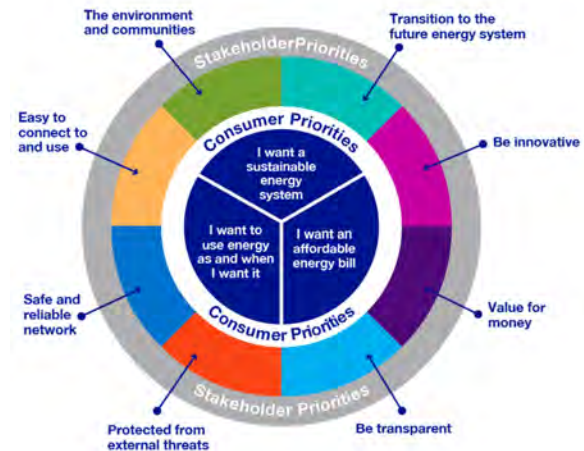 The environment
and communities
Transition to the
future energy system
Stakeholder Priorities
Easy to
connect to
and use
Consumer Priorities
Be innovative
I want a
sustainable
energy
system
I want to
use energy
as and when
I want it
I want an
affordable
energy bill
Safe and
reliable
network
Value for
money
Consumer Priorities
Stakeholder Priorities
Protected from
external threats
Be transparent